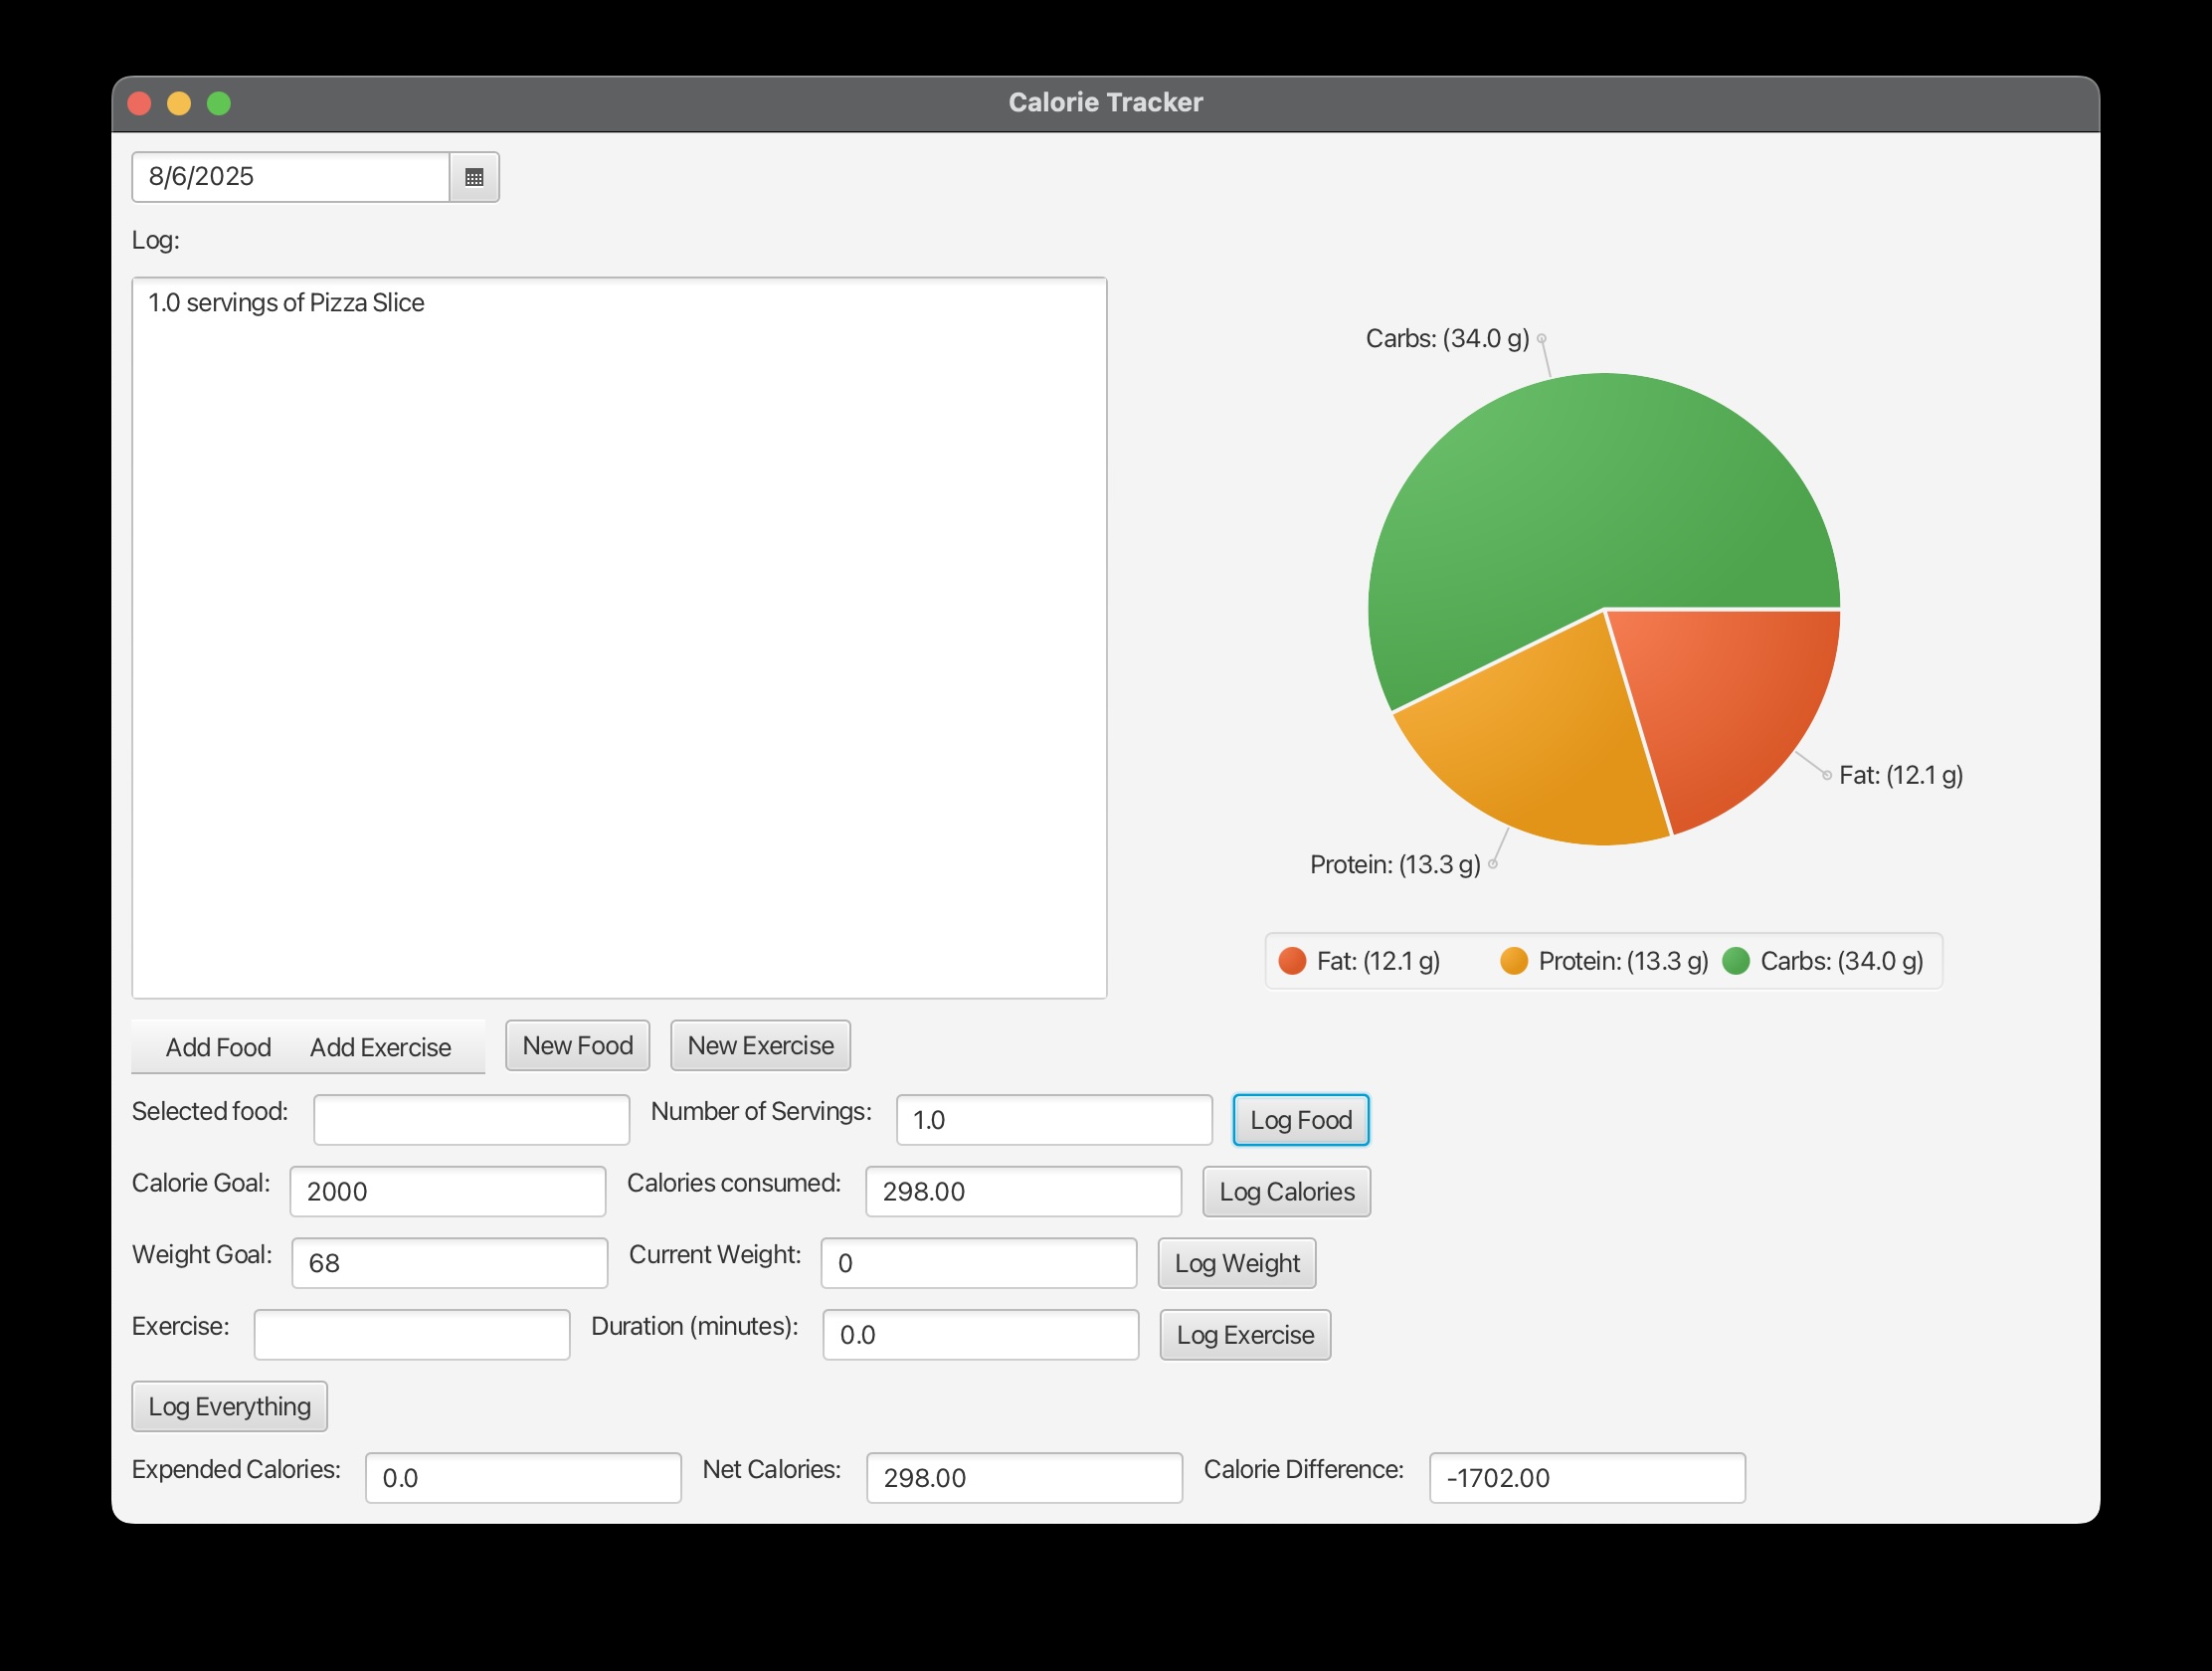 Calorie Tracker
8/6/2025
Log:
1.0 servings of Pizza Slice
Carbs: (34.0 g)
Fat: (12.1 g)
Protein: (13.3 g)
Fat: (12.1 g) Protein: (13.3 g) Carbs: (34.0 g)
Add Food Add Exercise New Food New Exercise
Selected food: Number of Servings: 1.0 Log Food
Calorie Goal: 2000 Calories consumed: 298.00 Log Calories
Weight Goal: 68 Current Weight: 0 Log Weight
Exercise: Duration (minutes): 0.0 Log Exercise
Log Everything
Expended Calories: 0.0 Net Calories: 298.00 Calorie Difference: -1702.00